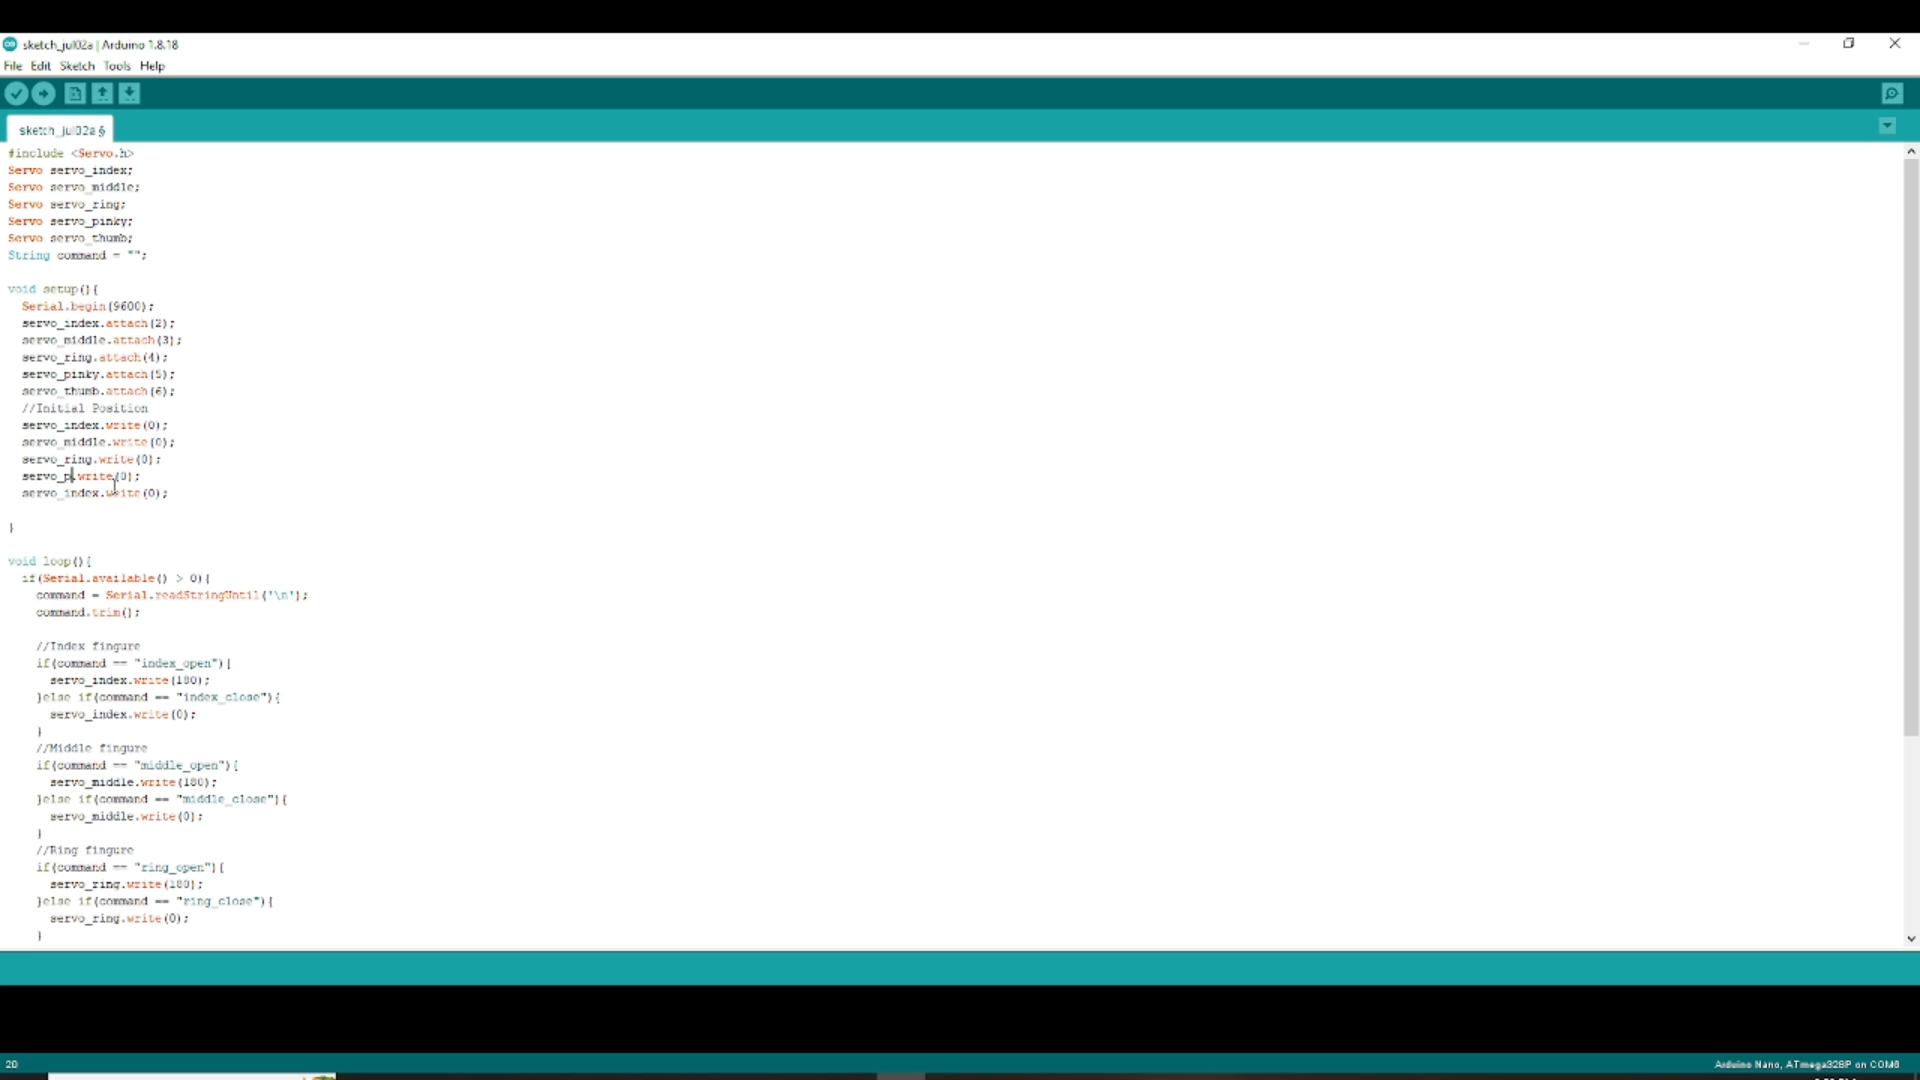 sketch_jul02a | Arduino 1.8.18
File Edit Sketch Tools Help
sketch_jul02a §
#include <Servo.h>
Servo servo_index;
Servo servo_middle;
Servo servo_ring;
Servo servo_pinky;
Servo servo_thumb;
String command = "";
void setup(){
Serial.begin(9600);
servo_index.attach(2);
servo_middle.attach(3);
servo_ring.attach(4);
servo_pinky.attach(5);
servo_thumb.attach(6);
//Initial Position
servo_index.write(0);
servo_middle.write(0);
servo_ring.write(0);
servo_p.write(0);
servo_index.write(0);
}
void loop(){
if(Serial.available() > 0){
command = Serial.readStringUntil('\n');
command.trim();
//Index fingure
if(command == "index_open"){
servo_index.write(180);
}else if(command == "index_close"){
servo_index.write(0);
}
//Middle fingure
if(command == "middle_open"){
servo_middle.write(180);
}else if(command == "middle_close"){
servo_middle.write(0);
}
//Ring fingure
if(command == "ring_open"){
servo_ring.write(180);
}else if(command == "ring_close"){
servo_ring.write(0);
}
20
Arduino Nano, ATmega328P on COM6